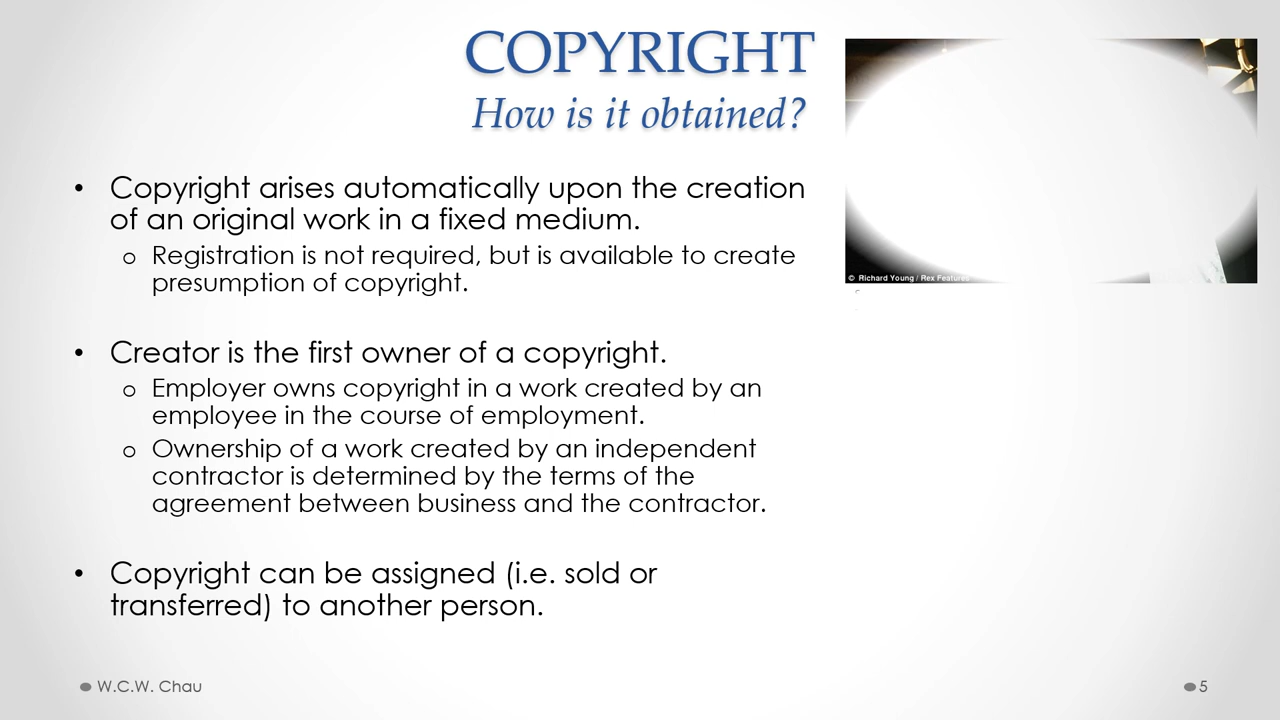 COPYRIGHT
How is it obtained?
© Richard Young / Rex Features
• Copyright arises automatically upon the creation
of an original work in a fixed medium.
o Registration is not required, but is available to create
presumption of copyright.
• Creator is the first owner of a copyright.
o Employer owns copyright in a work created by an
employee in the course of employment.
o Ownership of a work created by an independent
contractor is determined by the terms of the
agreement between business and the contractor.
• Copyright can be assigned (i.e. sold or
transferred) to another person.
W.C.W. Chau
5